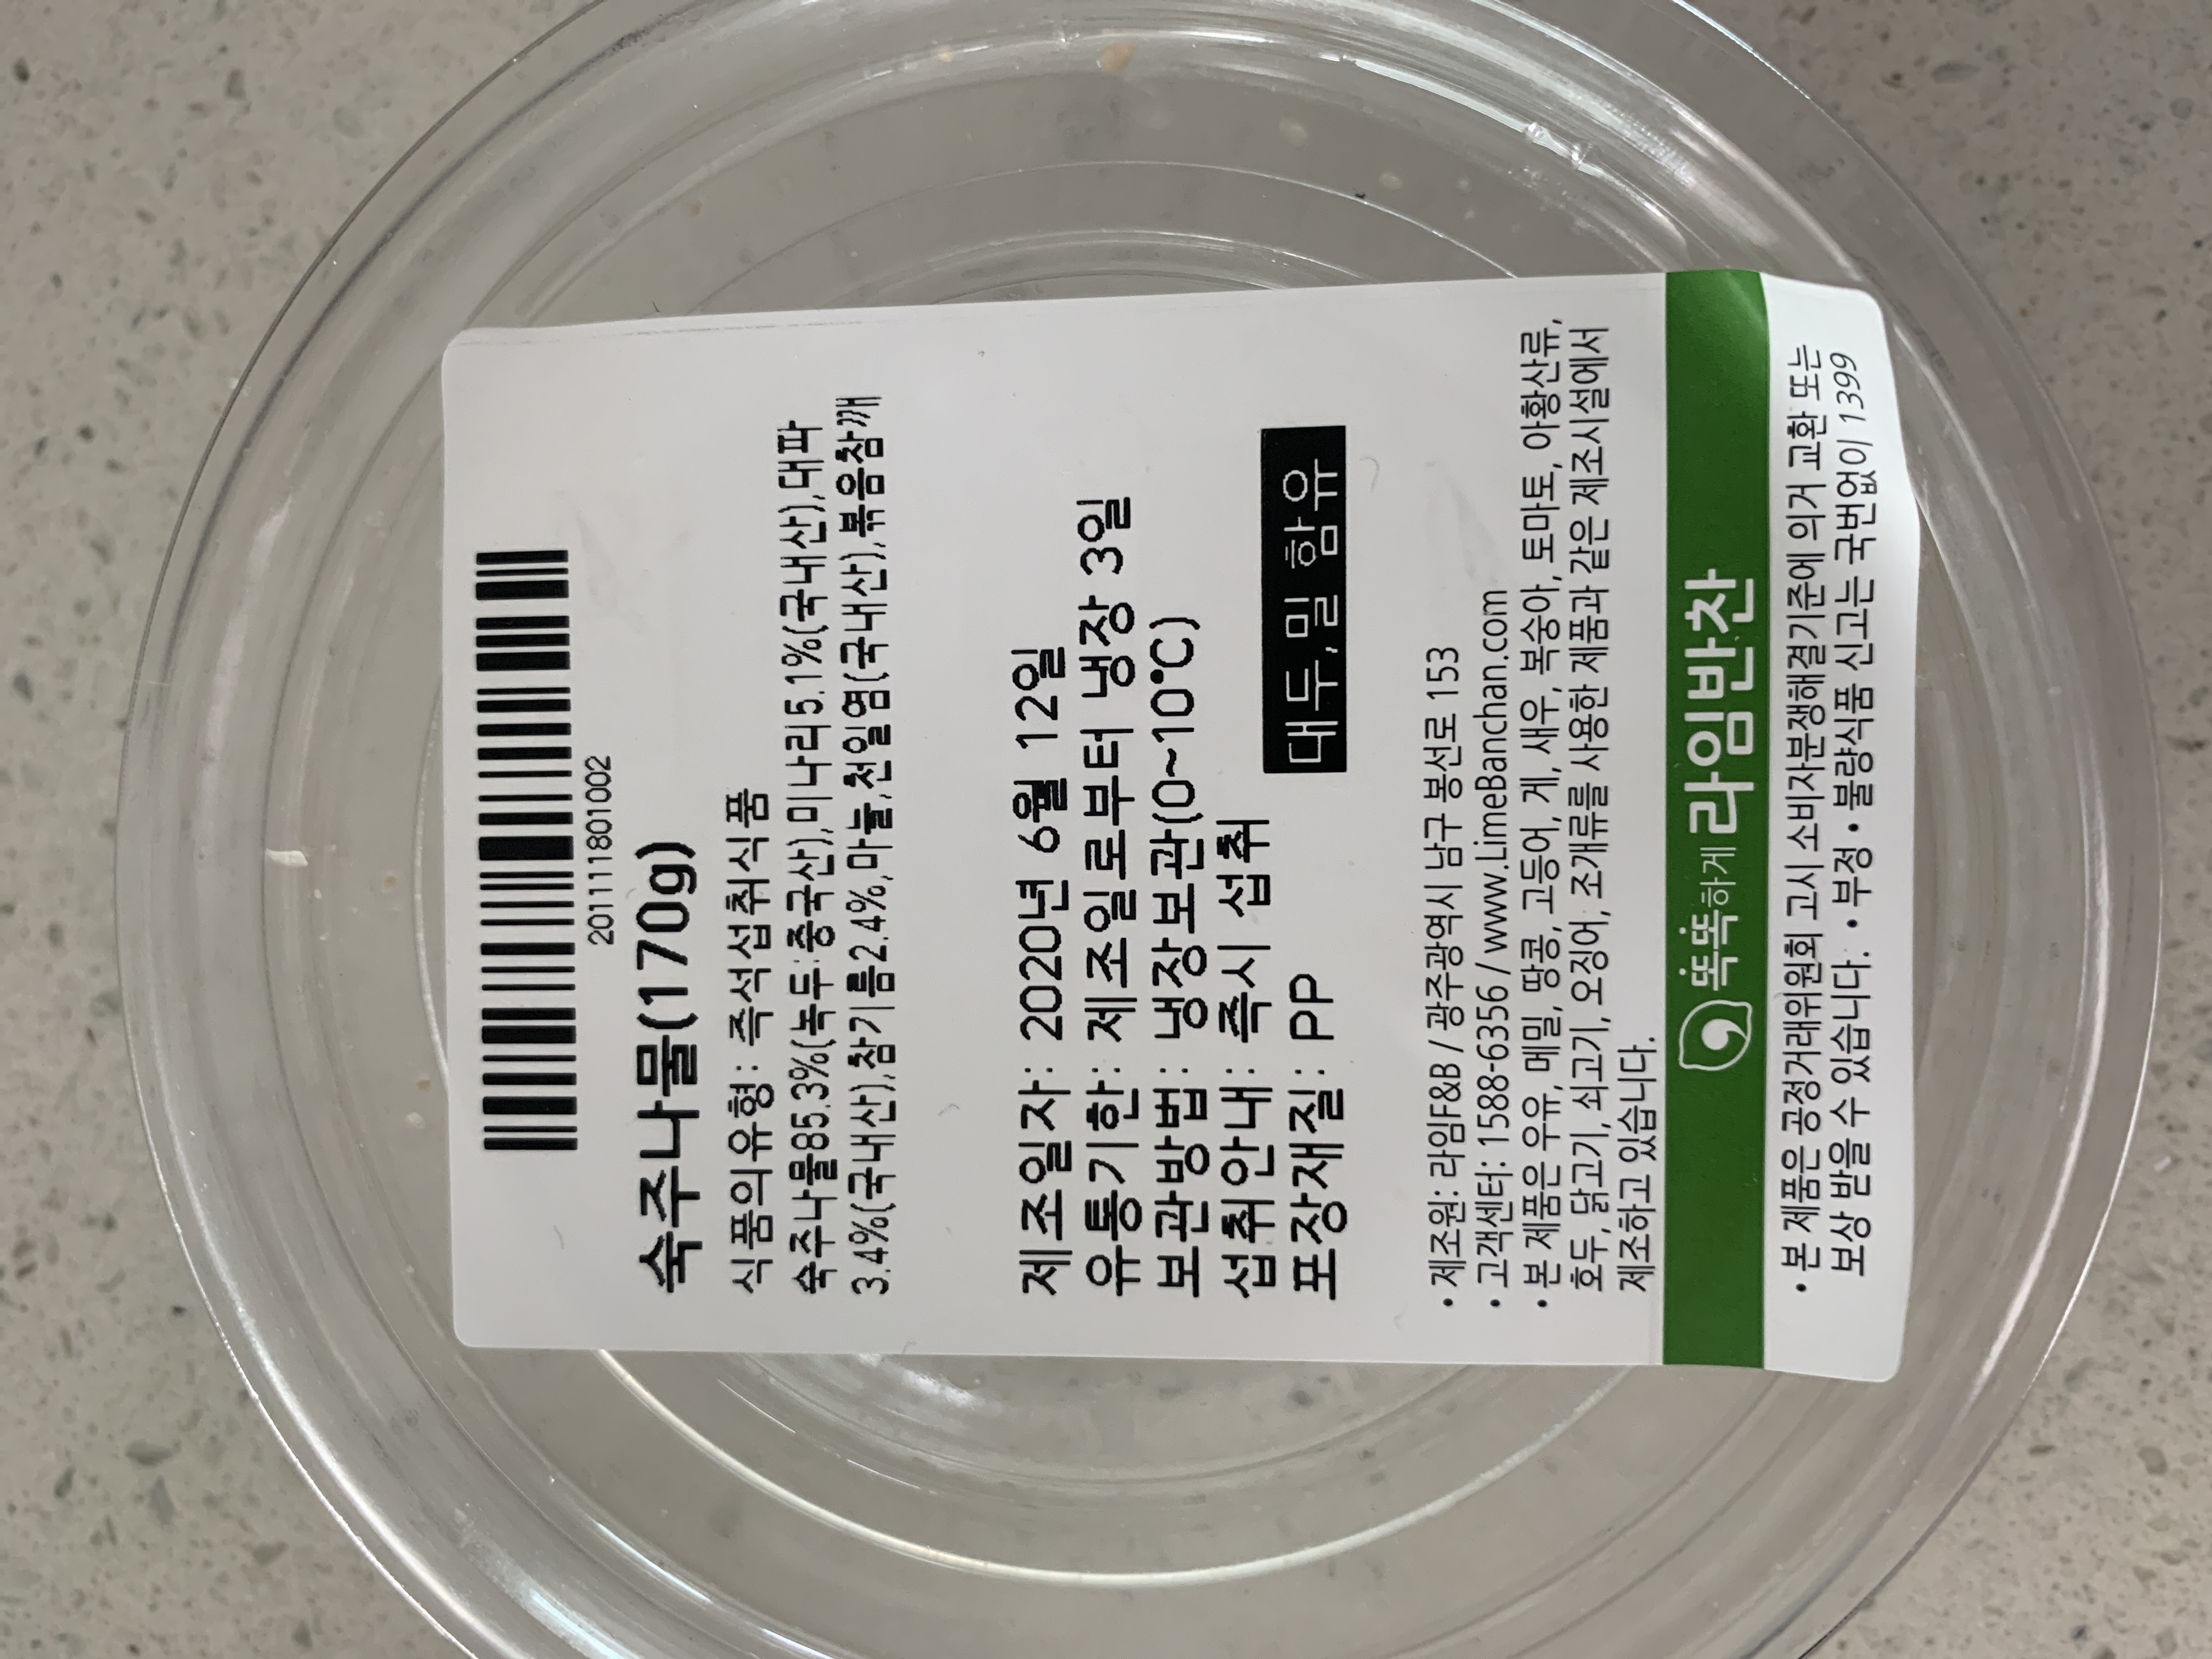 2011111801002
숙주나물(170g)
식품의유형: 즉석섭취식품
숙주나물85.3%(녹두:중국산),미나리5.1%(국내산),대파
3.4%(국내산),참기름2.4%,마늘,천일염(국내산),볶음참깨
제조일자: 2020년 6월 12일
유통기한: 제조일로부터 냉장 3일
보관방법: 냉장보관(0~10℃)
섭취안내: 즉시 섭취
포장재질: PP
대두,밀 함유
• 제조원: 라임F&B / 광주광역시 남구 봉선로 153
• 고객센터: 1588-6356 / www.LimeBanchan.com
• 본 제품은 우유, 메밀, 땅콩, 고등어, 게, 새우, 복숭아, 토마토, 아황산류,
호두, 닭고기, 쇠고기, 오징어, 조개류를 사용한 제품과 같은 제조시설에서
제조하고 있습니다.
똑똑하게 라임반찬
• 본 제품은 공정거래위원회 고시 소비자분쟁해결기준에 의거 교환 또는
보상 받을 수 있습니다. • 부정 • 불량식품 신고는 국번없이 1399